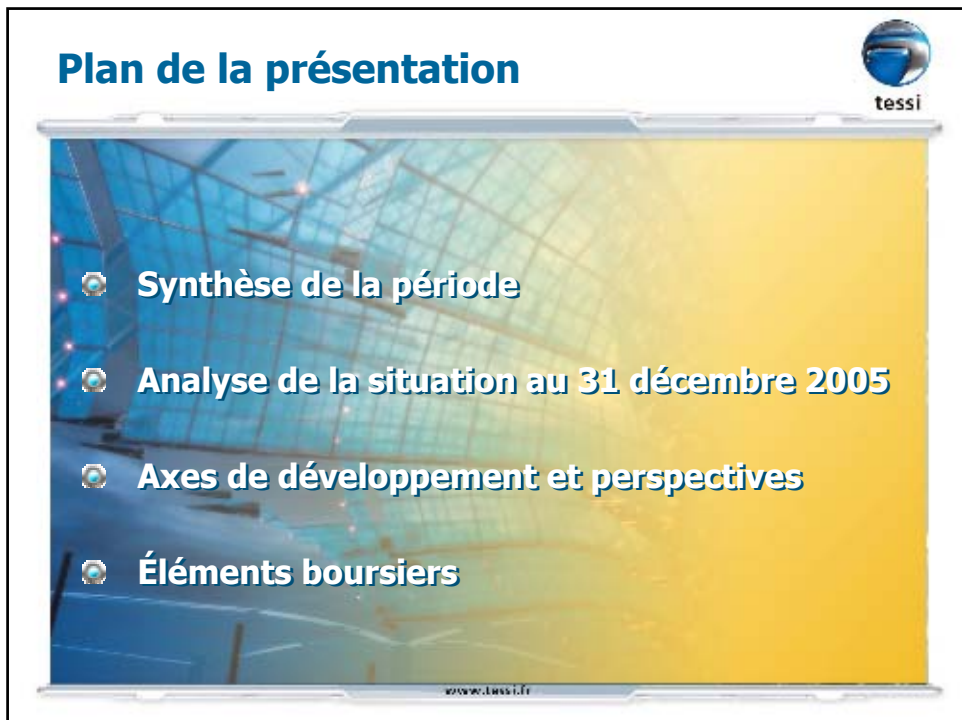 Plan de la présentation
tessi
Synthèse de la période
Analyse de la situation au 31 décembre 2005
Axes de développement et perspectives
Éléments boursiers
www.tessi.fr